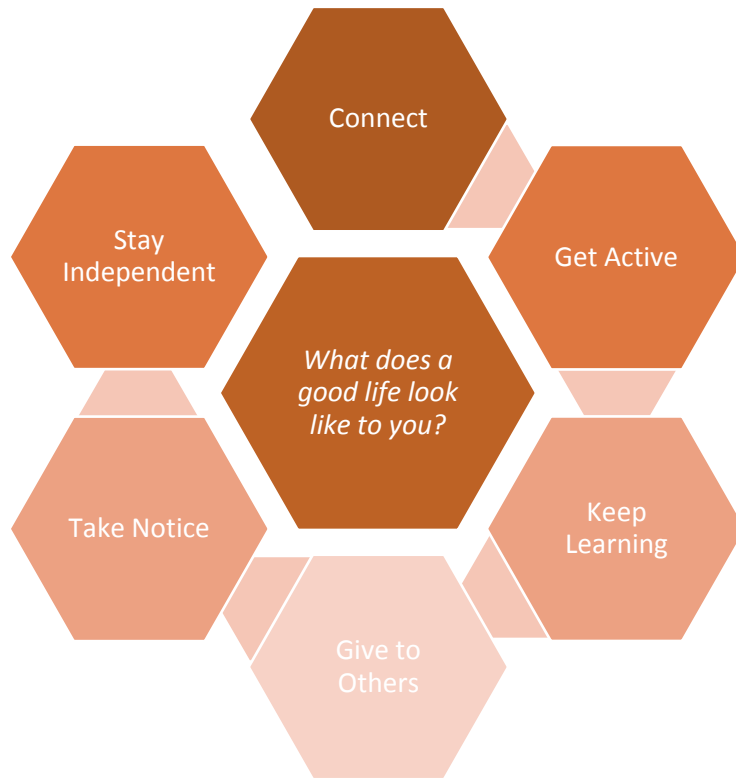 Connect
Get Active
Keep
Learning
Give to
Others
Take Notice
Stay
Independent
What does a
good life look
like to you?